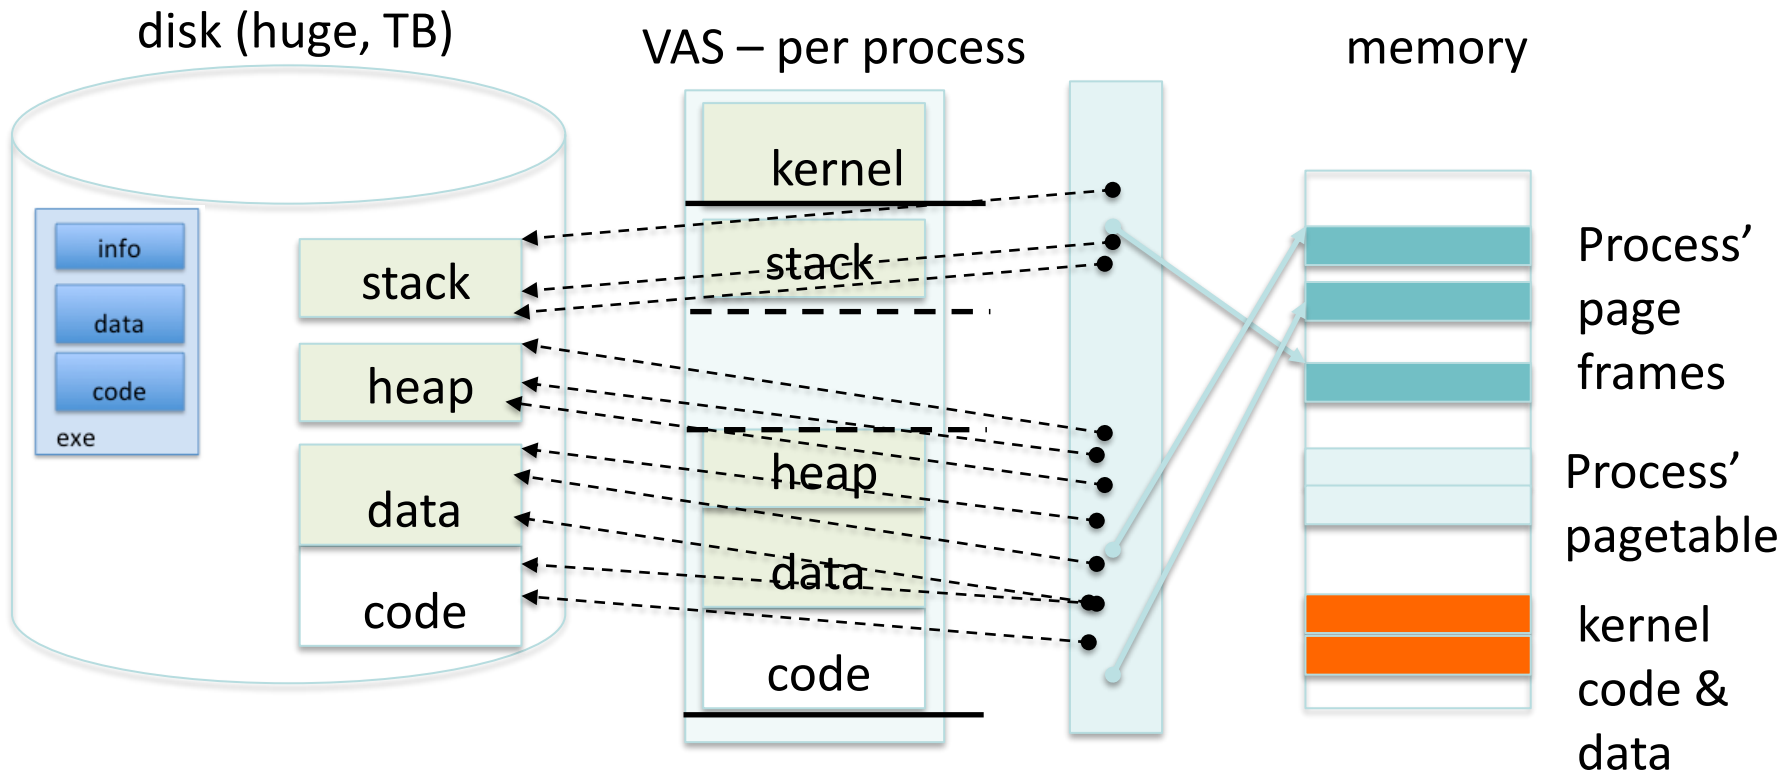 disk (huge, TB)
VAS – per process
memory
info
data
code
exe
stack
heap
data
code
kernel
stack
heap
data
code
Process’
page
frames
Process’
pagetable
kernel
code &
data